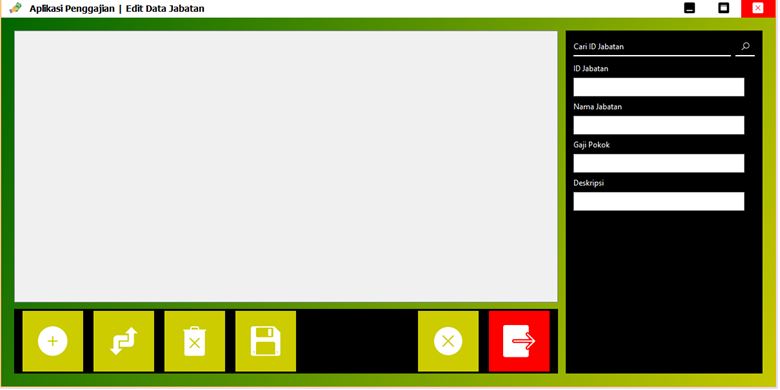 Aplikasi Penggajian | Edit Data Jabatan
Cari ID Jabatan
ID Jabatan
Nama Jabatan
Gaji Pokok
Deskripsi